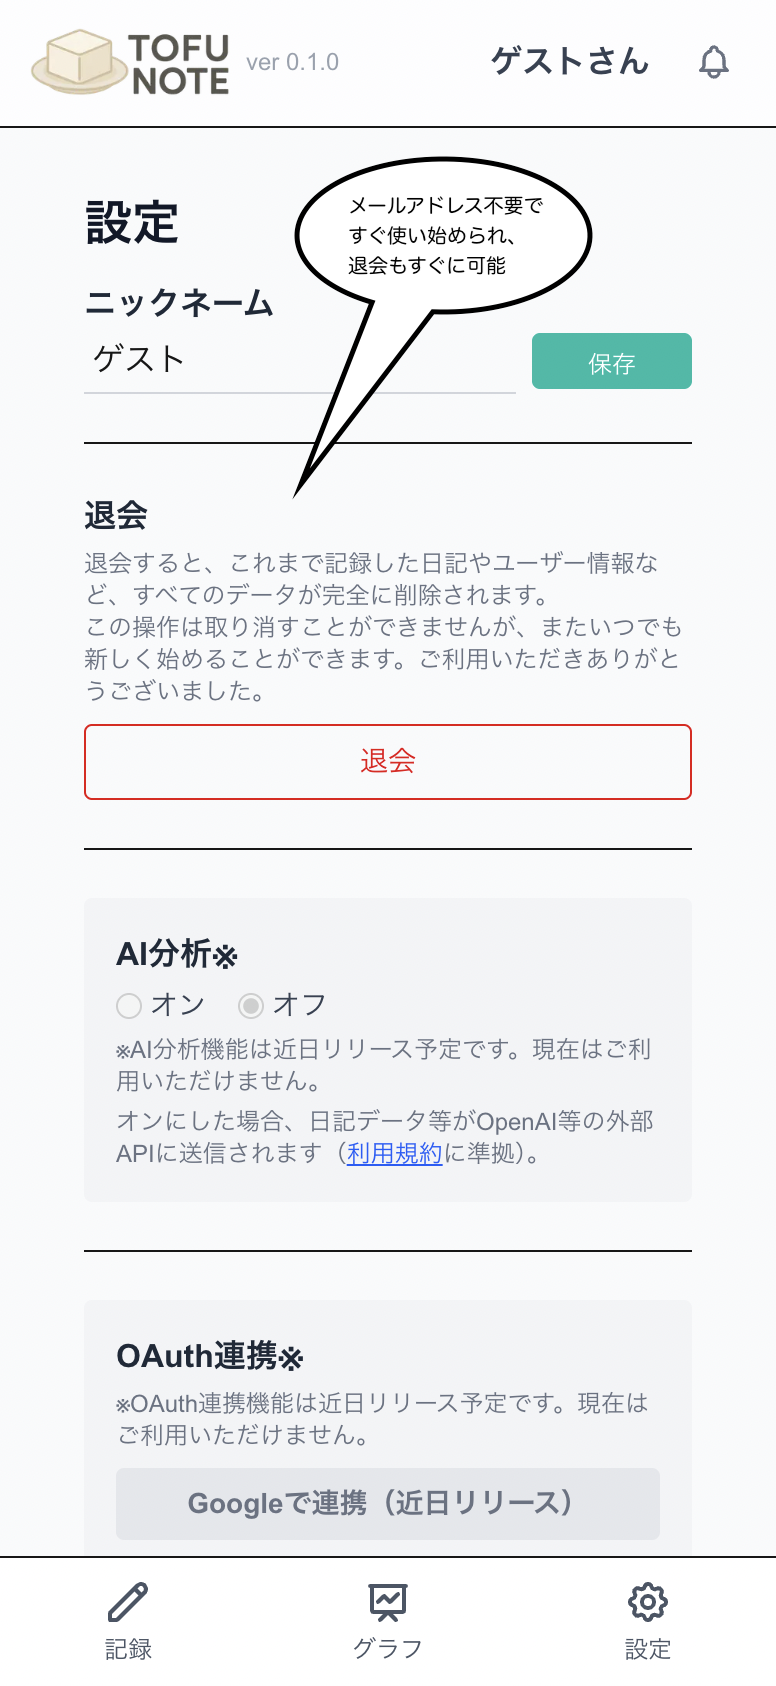 TOFU
NOTE
ver 0.1.0
ゲストさん
設定
メールアドレス不要で
すぐ使い始められ、
退会もすぐに可能
ニックネーム
ゲスト
保存
退会
退会すると、これまで記録した日記やユーザー情報な
ど、すべてのデータが完全に削除されます。
この操作は取り消すことができませんが、またいつでも
新しく始めることができます。ご利用いただきありがと
うございました。
退会
AI分析※
オン オフ
※AI分析機能は近日リリース予定です。現在はご利
用いただけません。
オンにした場合、日記データ等がOpenAI等の外部
APIに送信されます（利用規約に準拠）。
OAuth連携※
※OAuth連携機能は近日リリース予定です。現在は
ご利用いただけません。
Googleで連携（近日リリース）
記録 グラフ 設定